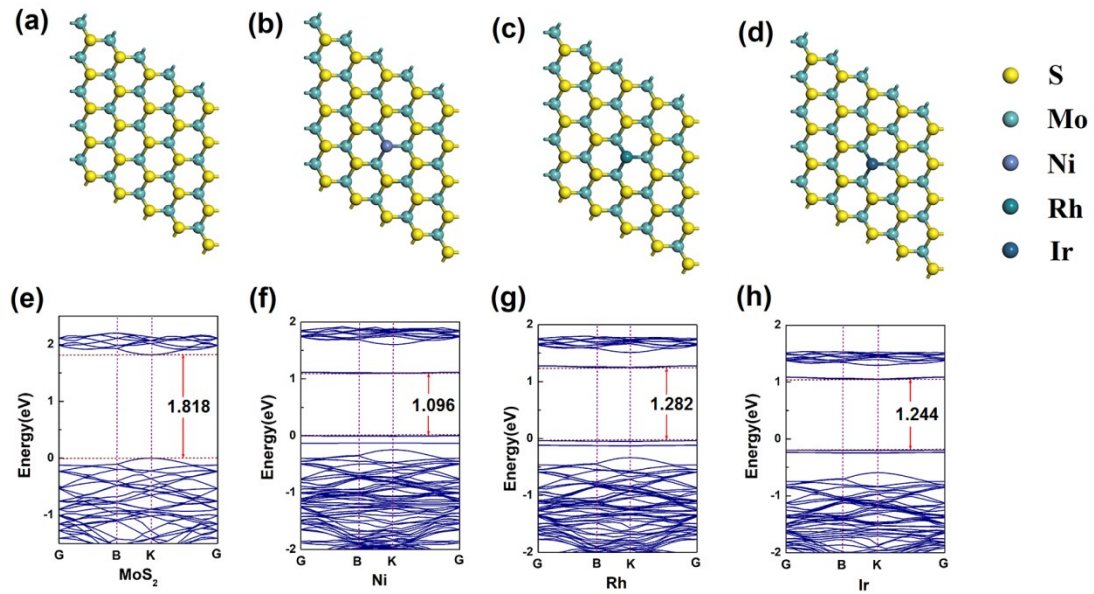 (a)
(b)
(c)
(d)
S
Mo
Ni
Rh
Ir
(e)
Energy(eV)
2
1
0
-1
1.818
G B K G
MoS₂
(f)
Energy(eV)
2
1
0
-1
-2
1.096
G B K G
Ni
(g)
Energy(eV)
2
1
0
-1
-2
1.282
G B K G
Rh
(h)
Energy(eV)
2
1
0
-1
-2
1.244
G B K G
Ir